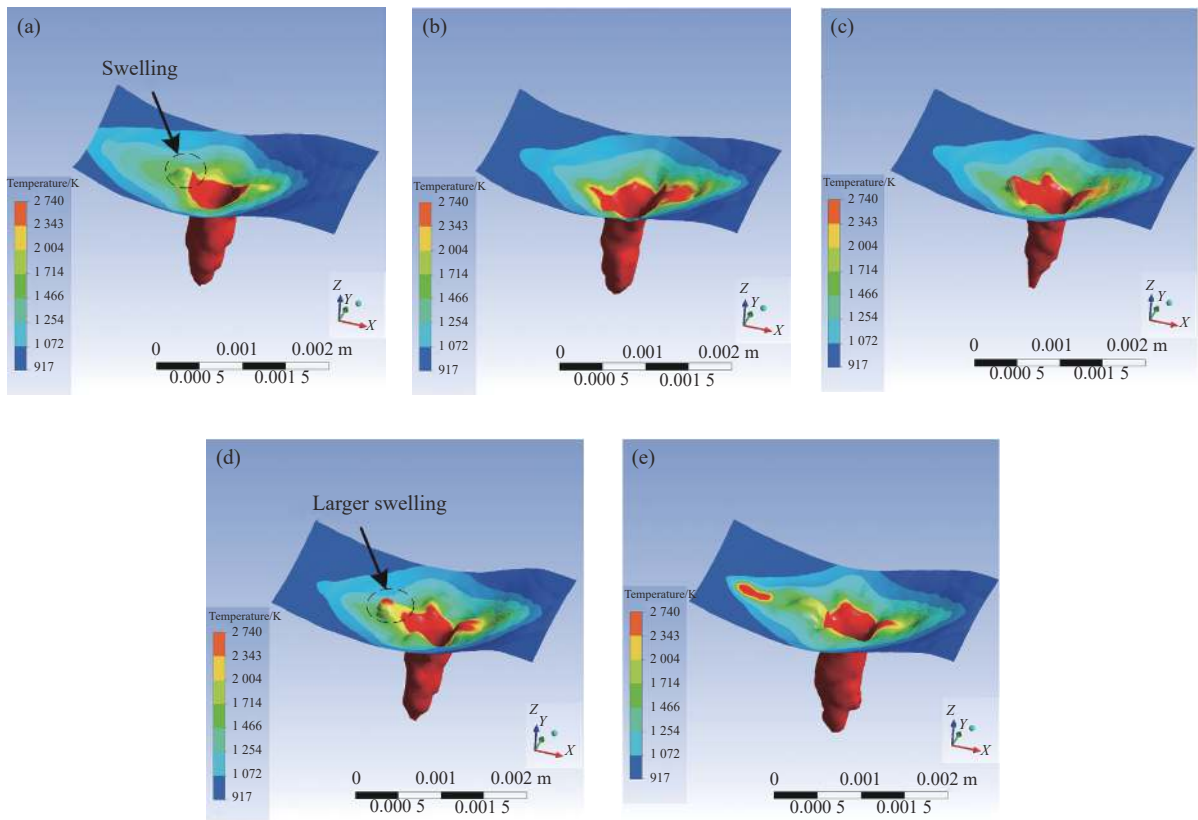 (a)
Swelling
Temperature/K
2 740
2 343
2 004
1 714
1 466
1 254
1 072
917
Z
Y
X
0 0.001 0.002 m
0.000 5 0.001 5
(b)
Temperature/K
2 740
2 343
2 004
1 714
1 466
1 254
1 072
917
Z
Y
X
0 0.001 0.002 m
0.000 5 0.001 5
(c)
Temperature/K
2 740
2 343
2 004
1 714
1 466
1 254
1 072
917
Z
Y
X
0 0.001 0.002 m
0.000 5 0.001 5
(d)
Larger swelling
Temperature/K
2 740
2 343
2 004
1 714
1 466
1 254
1 072
917
Z
Y
X
0 0.001 0.002 m
0.000 5 0.001 5
(e)
Temperature/K
2 740
2 343
2 004
1 714
1 466
1 254
1 072
917
Z
Y
X
0 0.001 0.002 m
0.000 5 0.001 5